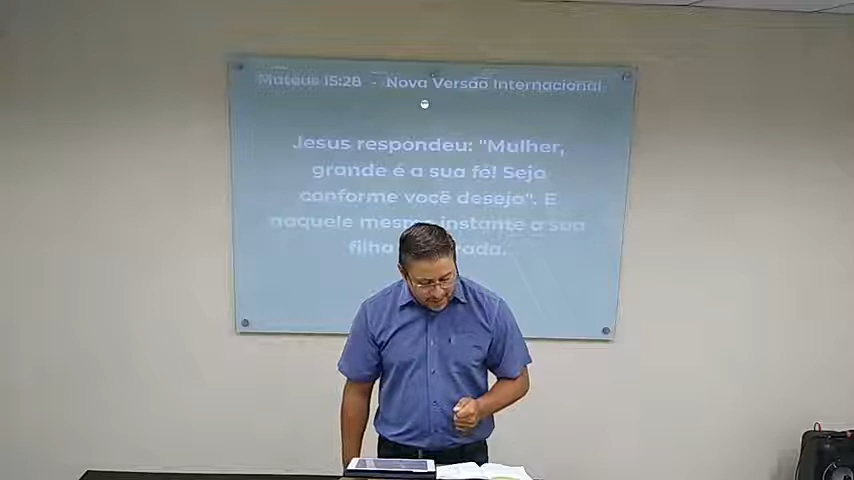 Mateus 15:28 - Nova Versão Internacional
Jesus respondeu: "Mulher,
grande é a sua fé! Seja
conforme você deseja". E
naquele mesmo instante a sua
filha